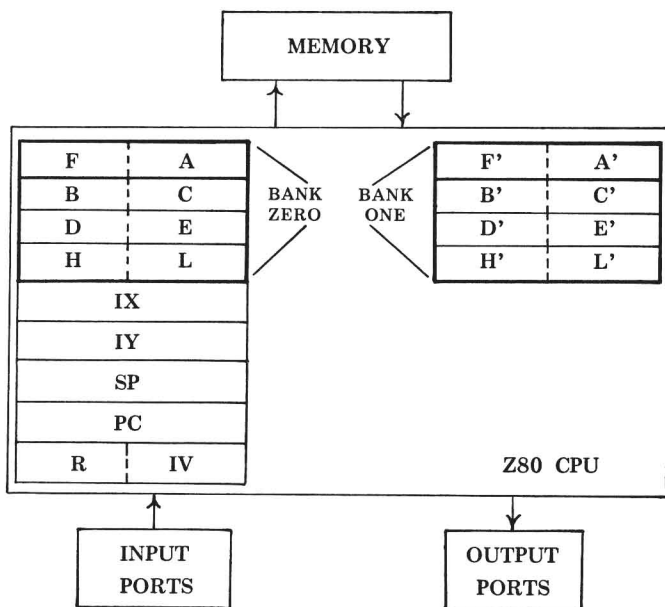 MEMORY
F A
B C
D E
H L
IX
IY
SP
PC
R IV
BANK
ZERO
BANK
ONE
F' A'
B' C'
D' E'
H' L'
Z80 CPU
INPUT
PORTS
OUTPUT
PORTS